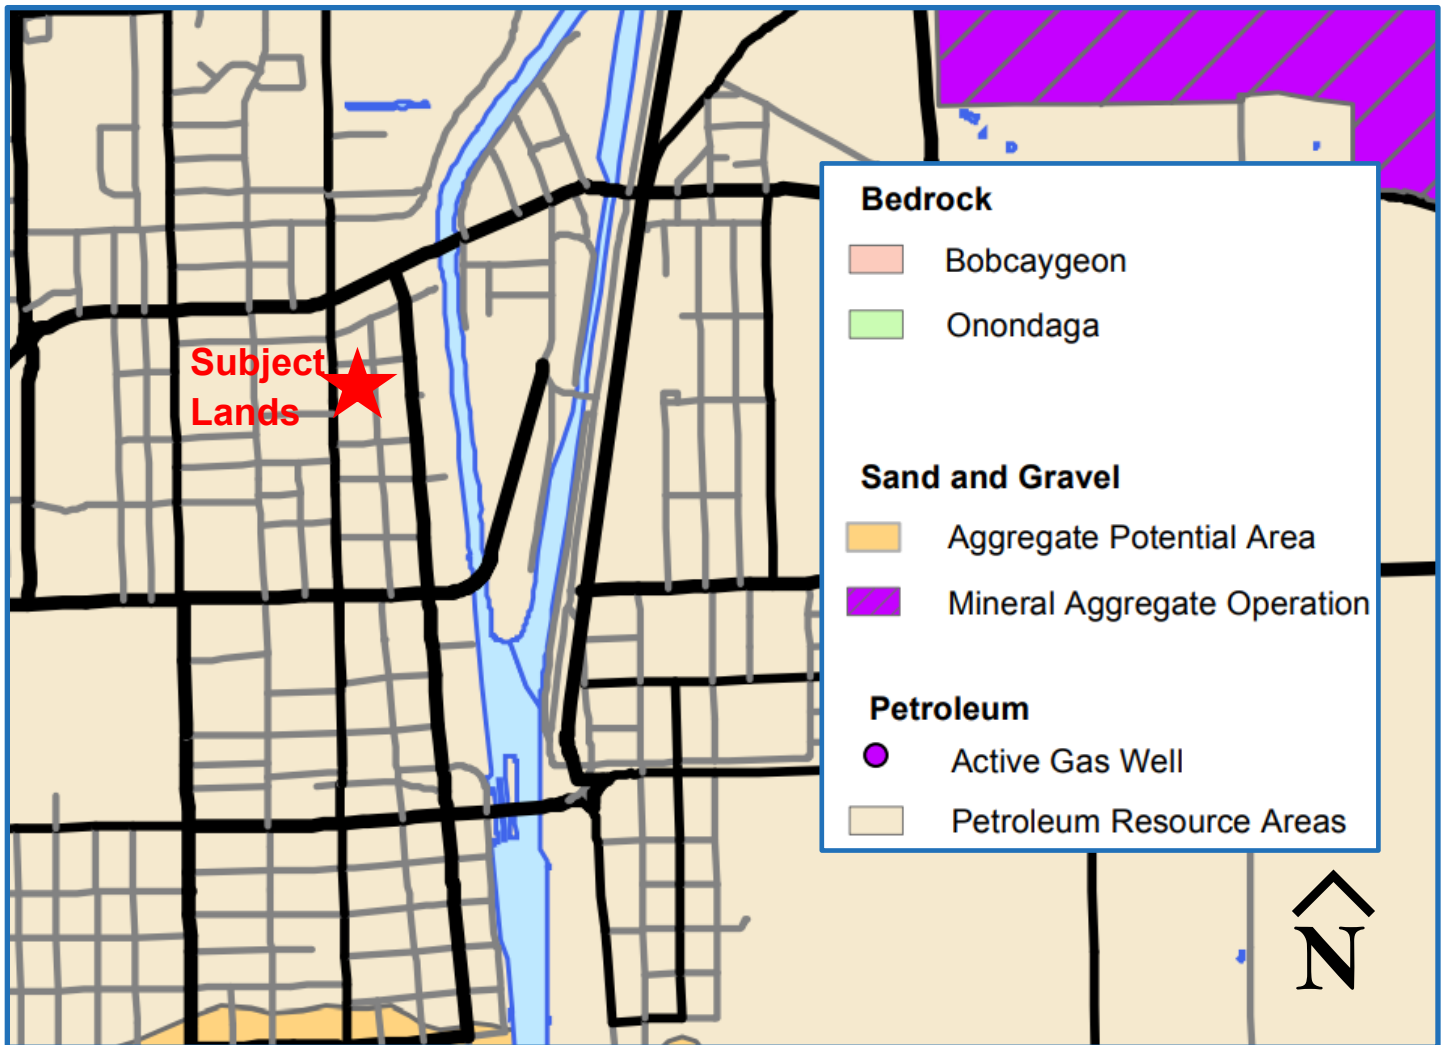 Subject
Lands
Bedrock
Bobcaygeon
Onondaga
Sand and Gravel
Aggregate Potential Area
Mineral Aggregate Operation
Petroleum
Active Gas Well
Petroleum Resource Areas
N